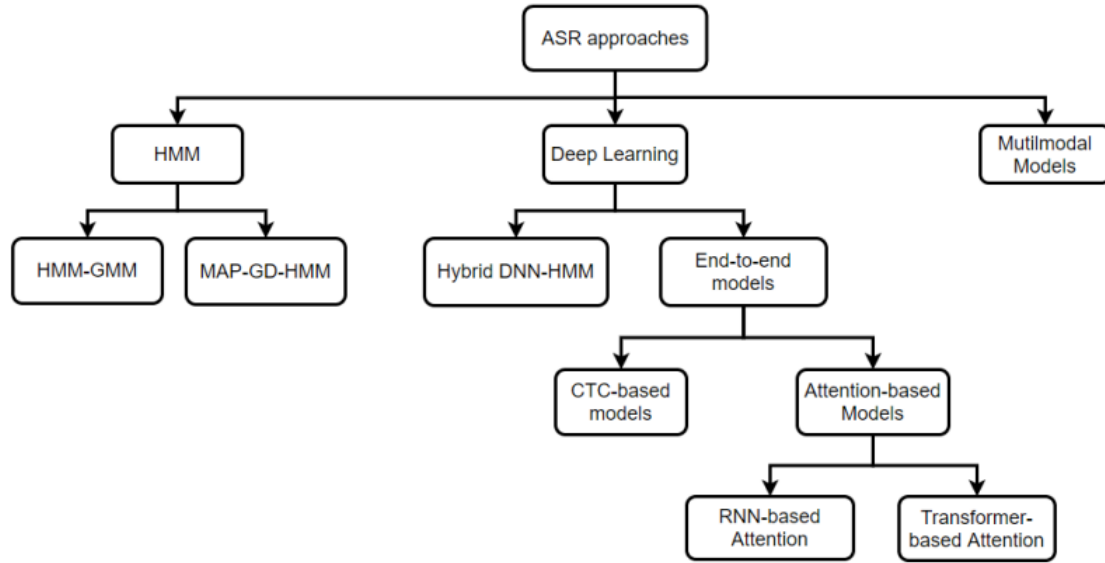 ASR approaches
HMM
Deep Learning
Mutilmodal
Models
HMM-GMM
MAP-GD-HMM
Hybrid DNN-HMM
End-to-end
models
CTC-based
models
Attention-based
Models
RNN-based
Attention
Transformer-
based Attention